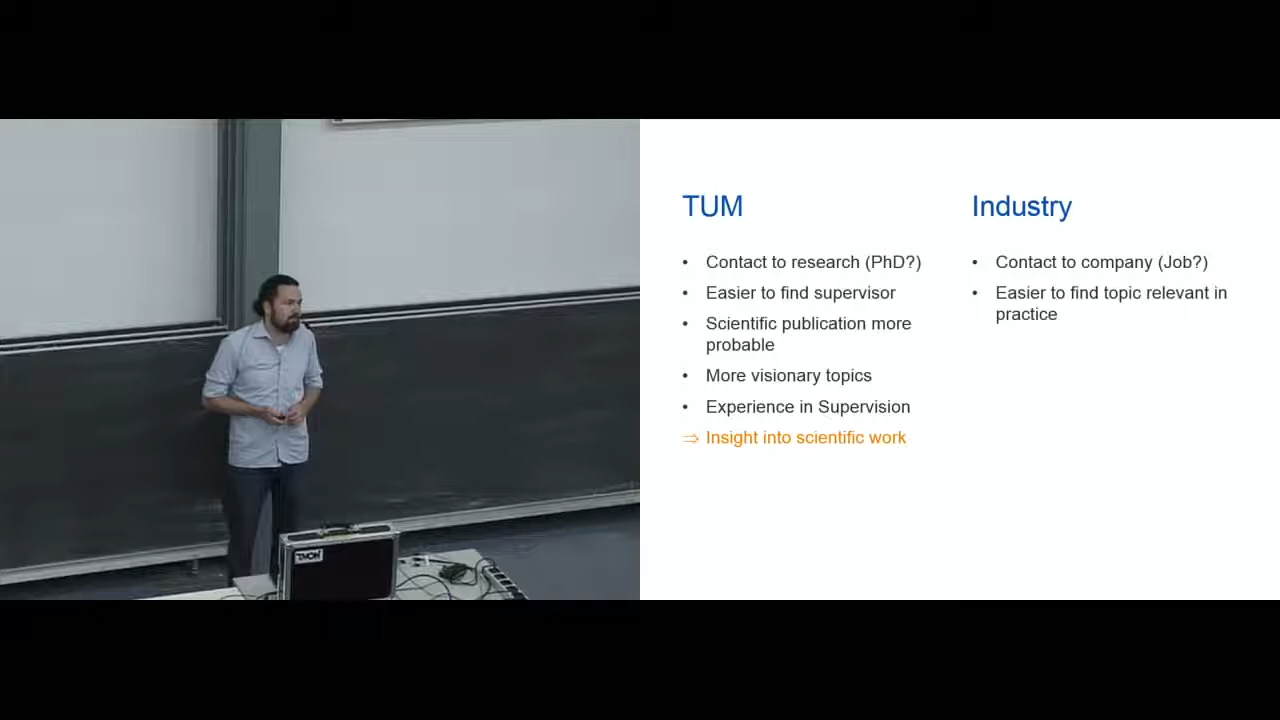 TUM
• Contact to research (PhD?)
• Easier to find supervisor
• Scientific publication more
probable
• More visionary topics
• Experience in Supervision
⇒ Insight into scientific work
Industry
• Contact to company (Job?)
• Easier to find topic relevant in
practice